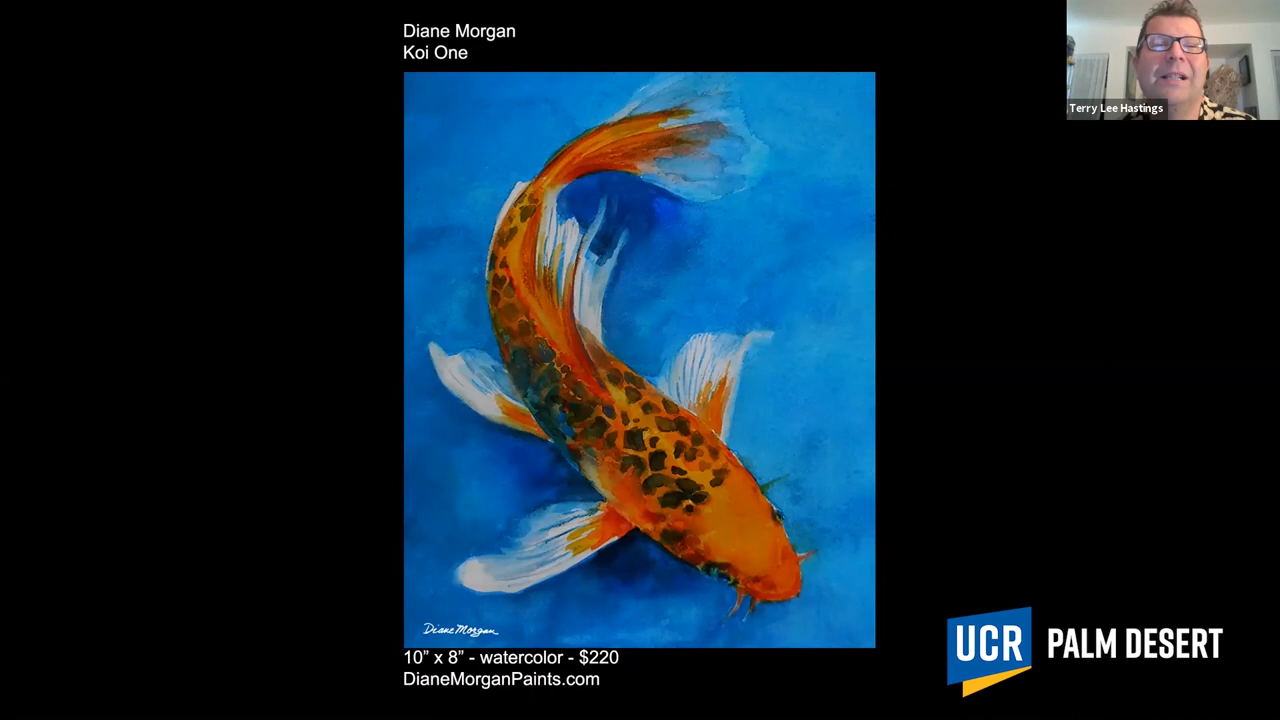 Diane Morgan
Koi One
Terry Lee Hastings
Diane Morgan
10” x 8” - watercolor - $220
DianeMorganPaints.com
UCR PALM DESERT